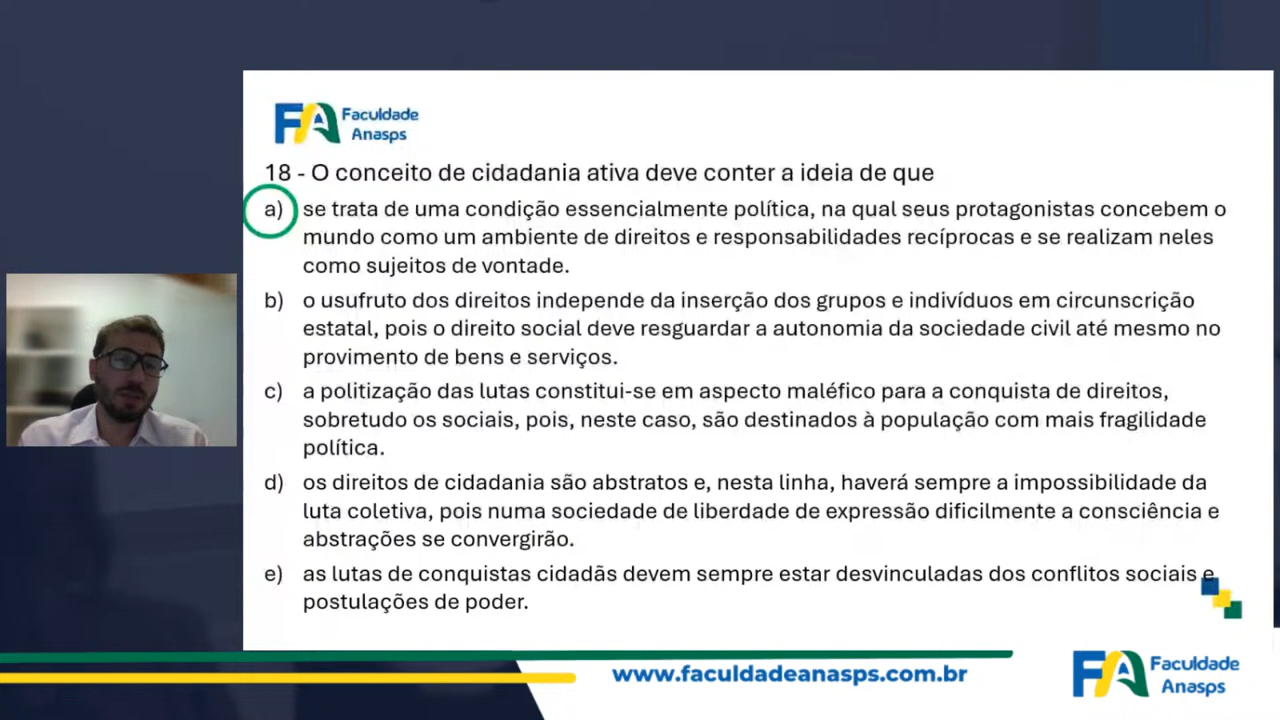 Faculdade
Anasps
18 - O conceito de cidadania ativa deve conter a ideia de que
a) se trata de uma condição essencialmente política, na qual seus protagonistas concebem o
mundo como um ambiente de direitos e responsabilidades recíprocas e se realizam neles
como sujeitos de vontade.
b) o usufruto dos direitos independe da inserção dos grupos e indivíduos em circunscrição
estatal, pois o direito social deve resguardar a autonomia da sociedade civil até mesmo no
provimento de bens e serviços.
c) a politização das lutas constitui-se em aspecto maléfico para a conquista de direitos,
sobretudo os sociais, pois, neste caso, são destinados à população com mais fragilidade
política.
d) os direitos de cidadania são abstratos e, nesta linha, haverá sempre a impossibilidade da
luta coletiva, pois numa sociedade de liberdade de expressão dificilmente a consciência e
abstrações se convergirão.
e) as lutas de conquistas cidadãs devem sempre estar desvinculadas dos conflitos sociais e
postulações de poder.
www.faculdadeanasps.com.br
FA Faculdade
Anasps